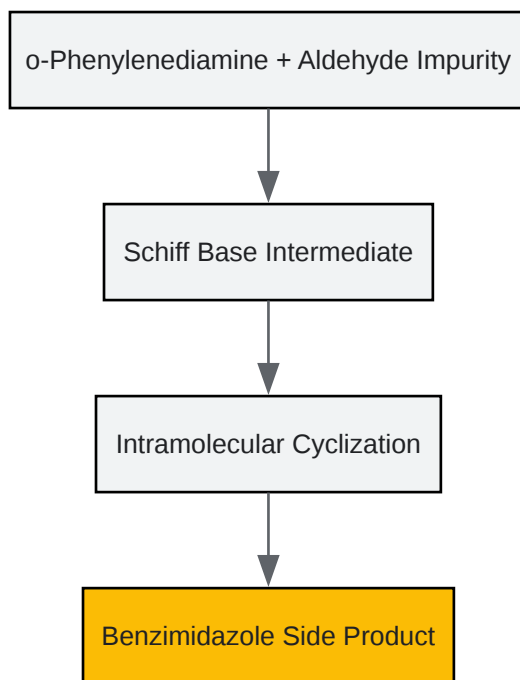 o-Phenylenediamine + Aldehyde Impurity
Schiff Base Intermediate
Intramolecular Cyclization
Benzimidazole Side Product